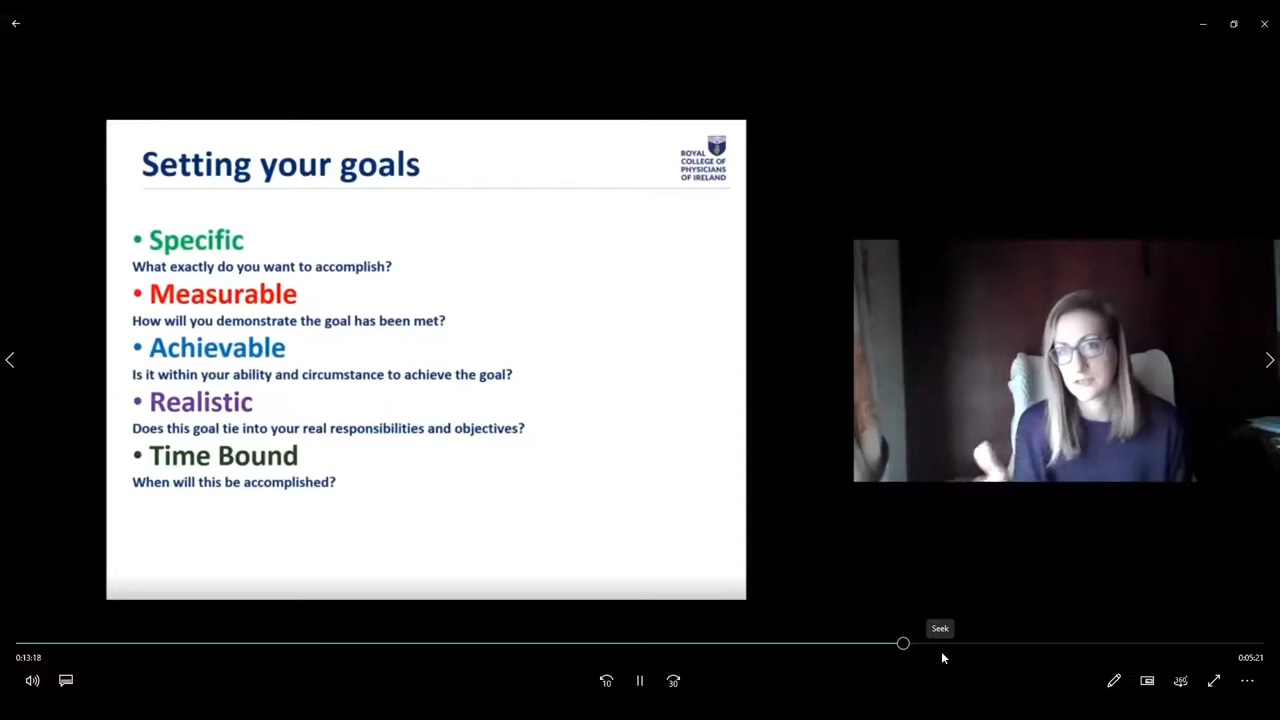 Setting your goals
ROYAL
COLLEGE OF
PHYSICIANS
OF IRELAND
• Specific
What exactly do you want to accomplish?
• Measurable
How will you demonstrate the goal has been met?
• Achievable
Is it within your ability and circumstance to achieve the goal?
• Realistic
Does this goal tie into your real responsibilities and objectives?
• Time Bound
When will this be accomplished?
Seek
0:13:18
0:05:21
10
30
360